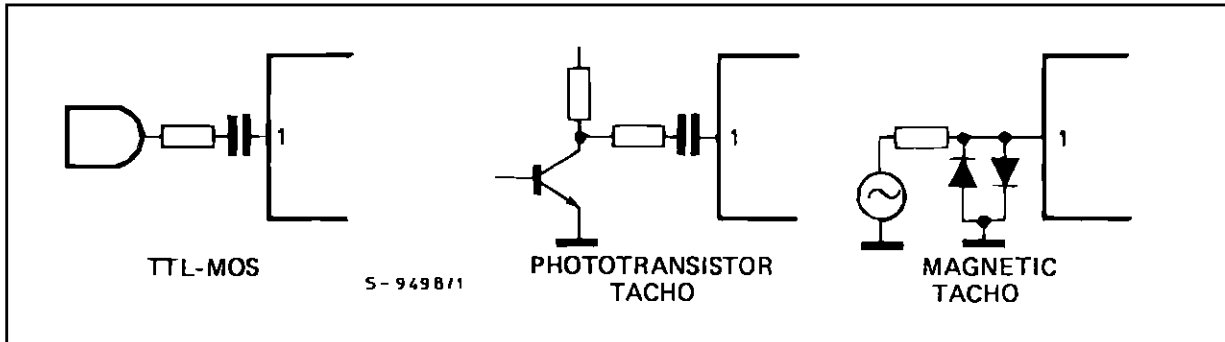 1
1
1
TTL-MOS
S-9498/1
PHOTOTRANSISTOR
TACHO
MAGNETIC
TACHO